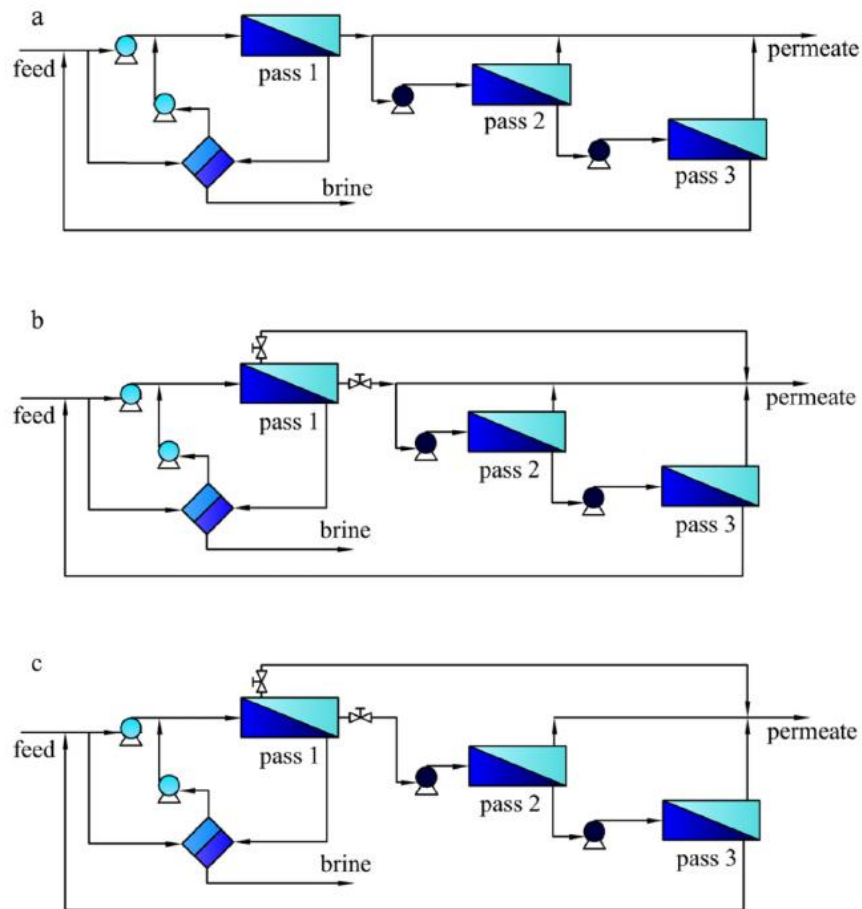 a
feed
pass 1
permeate
pass 2
pass 3
brine
b
feed
pass 1
permeate
pass 2
pass 3
brine
c
feed
pass 1
permeate
pass 2
pass 3
brine